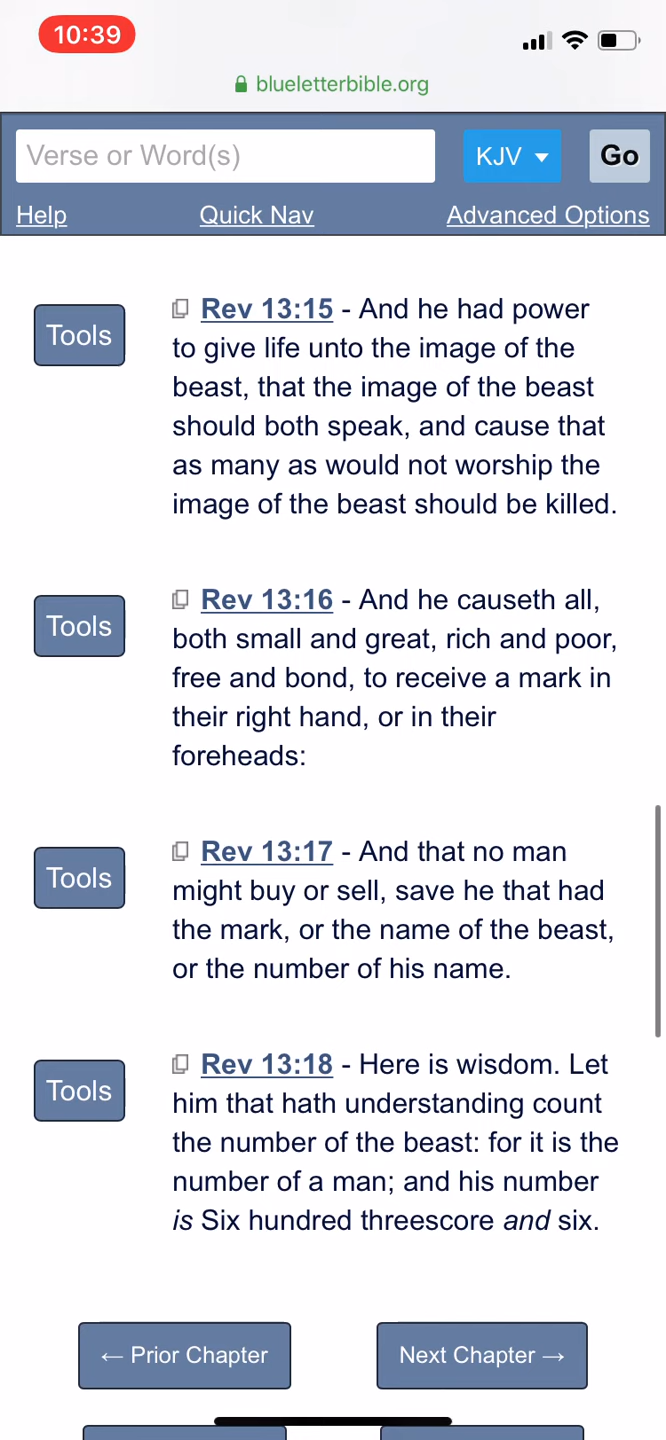 10:39
blueletterbible.org
Verse or Word(s)
KJV
Go
Help
Quick Nav
Advanced Options
Tools
Rev 13:15 - And he had power
to give life unto the image of the
beast, that the image of the beast
should both speak, and cause that
as many as would not worship the
image of the beast should be killed.
Tools
Rev 13:16 - And he causeth all,
both small and great, rich and poor,
free and bond, to receive a mark in
their right hand, or in their
foreheads:
Tools
Rev 13:17 - And that no man
might buy or sell, save he that had
the mark, or the name of the beast,
or the number of his name.
Tools
Rev 13:18 - Here is wisdom. Let
him that hath understanding count
the number of the beast: for it is the
number of a man; and his number
is Six hundred threescore and six.
← Prior Chapter
Next Chapter →